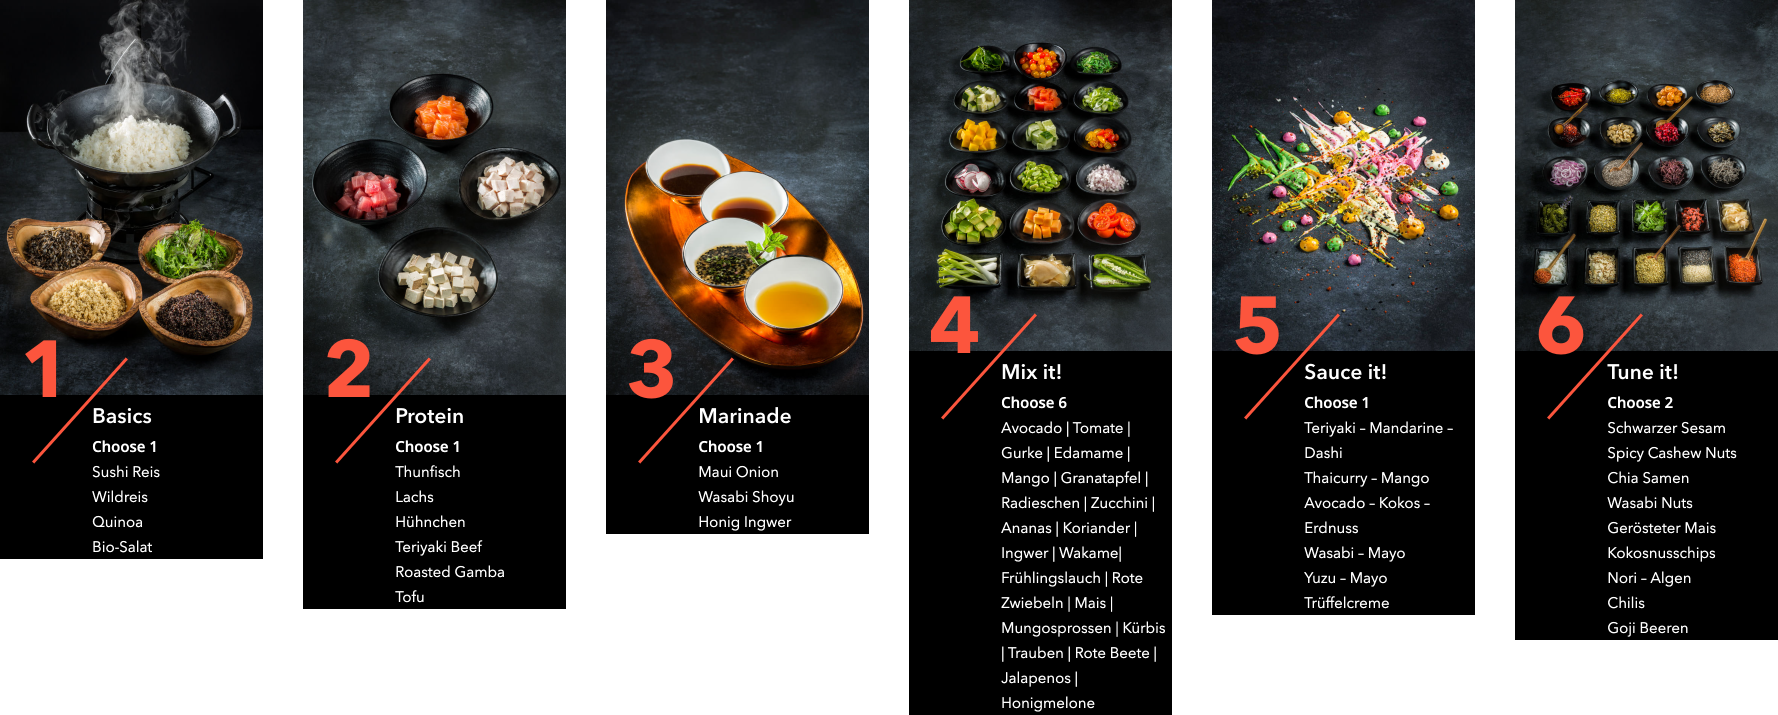 1
Basics
Choose 1
Sushi Reis
Wildreis
Quinoa
Bio-Salat
2
Protein
Choose 1
Thunfisch
Lachs
Hühnchen
Teriyaki Beef
Roasted Gamba
Tofu
3
Marinade
Choose 1
Maui Onion
Wasabi Shoyu
Honig Ingwer
4
Mix it!
Choose 6
Avocado | Tomate |
Gurke | Edamame |
Mango | Granatapfel |
Radieschen | Zucchini |
Ananas | Koriander |
Ingwer | Wakame|
Frühlingslauch | Rote
Zwiebeln | Mais |
Mungosprossen | Kürbis
| Trauben | Rote Beete |
Jalapenos |
Honigmelone
5
Sauce it!
Choose 1
Teriyaki – Mandarine –
Dashi
Thaicurry – Mango
Avocado – Kokos –
Erdnuss
Wasabi – Mayo
Yuzu – Mayo
Trüffelcreme
6
Tune it!
Choose 2
Schwarzer Sesam
Spicy Cashew Nuts
Chia Samen
Wasabi Nuts
Gerösteter Mais
Kokosnusschips
Nori – Algen
Chilis
Goji Beeren